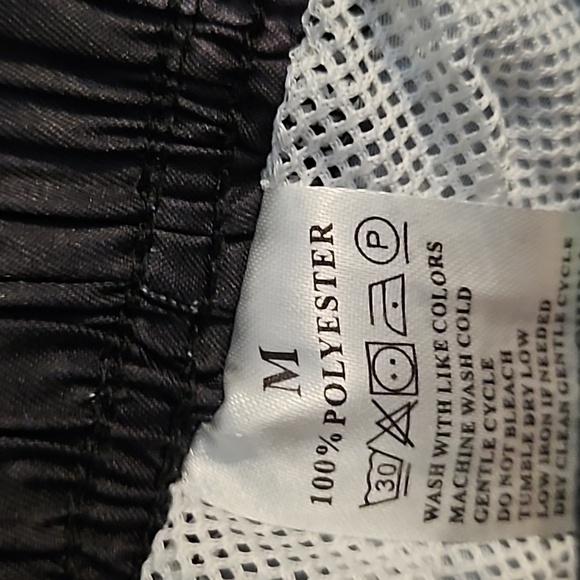 M
100% POLYESTER
30 P
WASH WITH LIKE COLORS
MACHINE WASH COLD
GENTLE CYCLE
DO NOT BLEACH
TUMBLE DRY LOW
LOW IRON IF NEEDED
DRY CLEAN GENTLE CYCLE